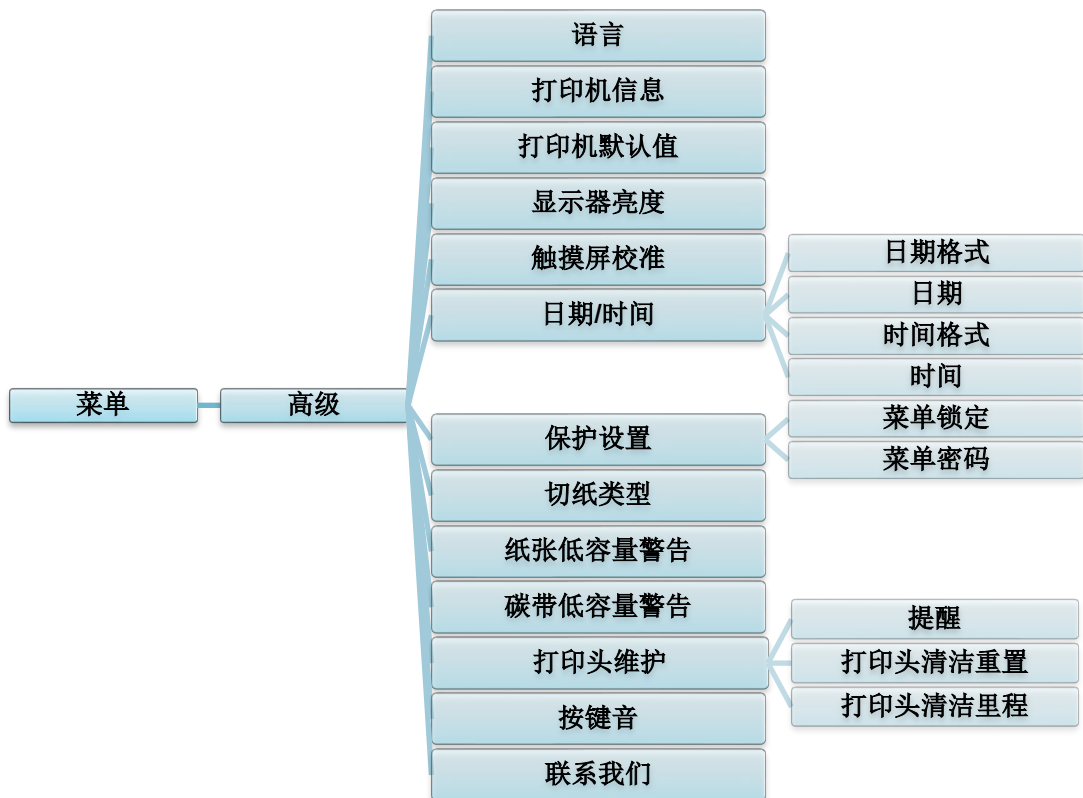 菜单
高级
语言
打印机信息
打印机默认值
显示器亮度
触摸屏校准
日期/时间
日期格式
日期
时间格式
时间
保护设置
菜单锁定
菜单密码
切纸类型
纸张低容量警告
碳带低容量警告
打印头维护
提醒
打印头清洁重置
打印头清洁里程
按键音
联系我们